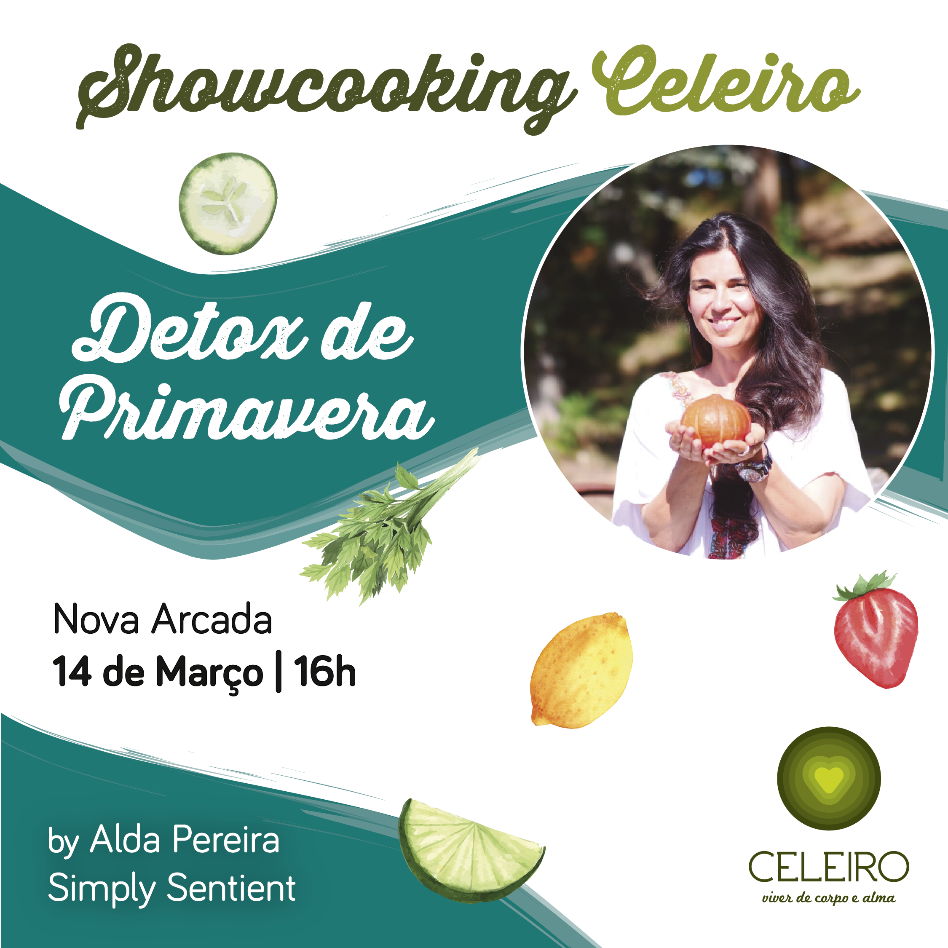 Showcooking Celeiro
Detox de
Primavera
Nova Arcada
14 de Março | 16h
by Alda Pereira
Simply Sentient
CELEIRO
viver de corpo e alma